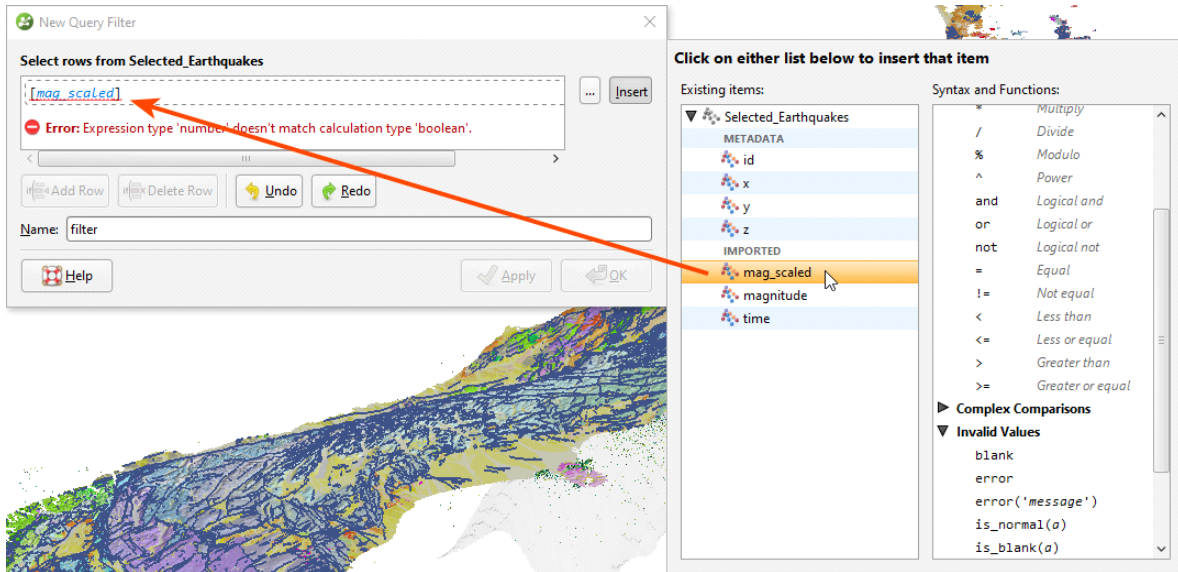 New Query Filter
Select rows from Selected_Earthquakes
[mag_scaled]
... Insert
Error: Expression type 'number' doesn't match calculation type 'boolean'.
Add Row Delete Row Undo Redo
Name: filter
Help Apply OK
Click on either list below to insert that item
Existing items:
Selected_Earthquakes
METADATA
id
x
y
z
IMPORTED
mag_scaled
magnitude
time
Syntax and Functions:
* Multiply
/ Divide
% Modulo
^ Power
and Logical and
or Logical or
not Logical not
= Equal
!= Not equal
< Less than
<= Less or equal
> Greater than
>= Greater or equal
Complex Comparisons
Invalid Values
blank
error
error('message')
is_normal(a)
is_blank(a)